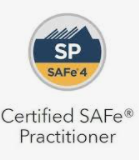 SP
SAFe 4
Certified SAFe®
Practitioner